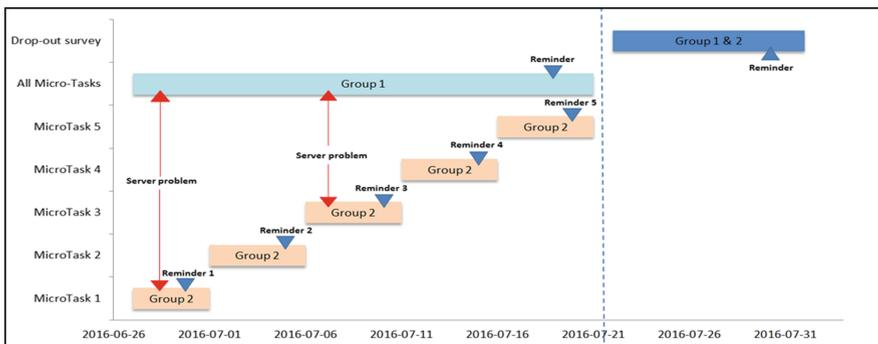 Drop-out survey
Group 1 & 2
Reminder
Reminder
All Micro-Tasks
Group 1
Reminder 5
MicroTask 5
Group 2
Server problem
Reminder 4
MicroTask 4
Group 2
Server problem
Reminder 3
MicroTask 3
Group 2
Reminder 2
MicroTask 2
Group 2
Reminder 1
MicroTask 1
Group 2
2016-06-26 2016-07-01 2016-07-06 2016-07-11 2016-07-16 2016-07-21 2016-07-26 2016-07-31